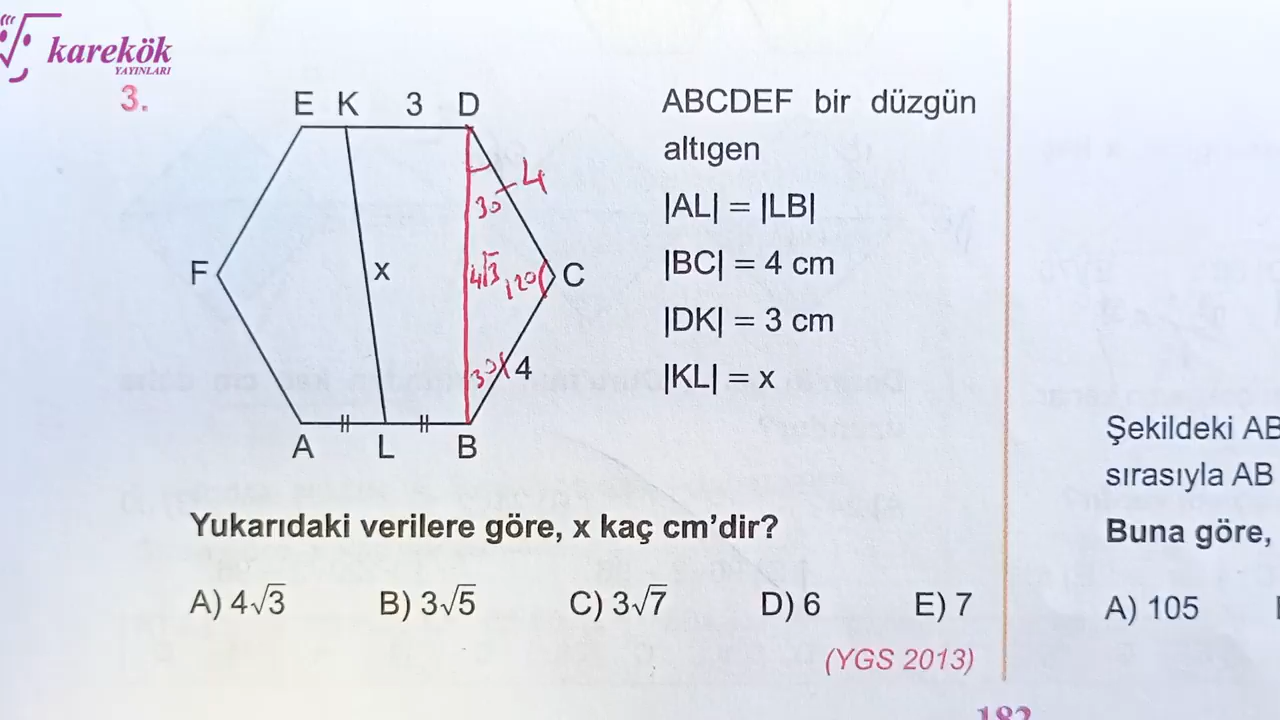 karekök
YAYINLARI
3.
E K 3 D
4
30
F
x
4√3
120
C
30
4
A L B
ABCDEF bir düzgün
altıgen
|AL| = |LB|
|BC| = 4 cm
|DK| = 3 cm
|KL| = x
Yukarıdaki verilere göre, x kaç cm'dir?
A) 4√3 B) 3√5 C) 3√7 D) 6 E) 7
(YGS 2013)
Şekildeki AB
sırasıyla AB
Buna göre,
A) 105
182